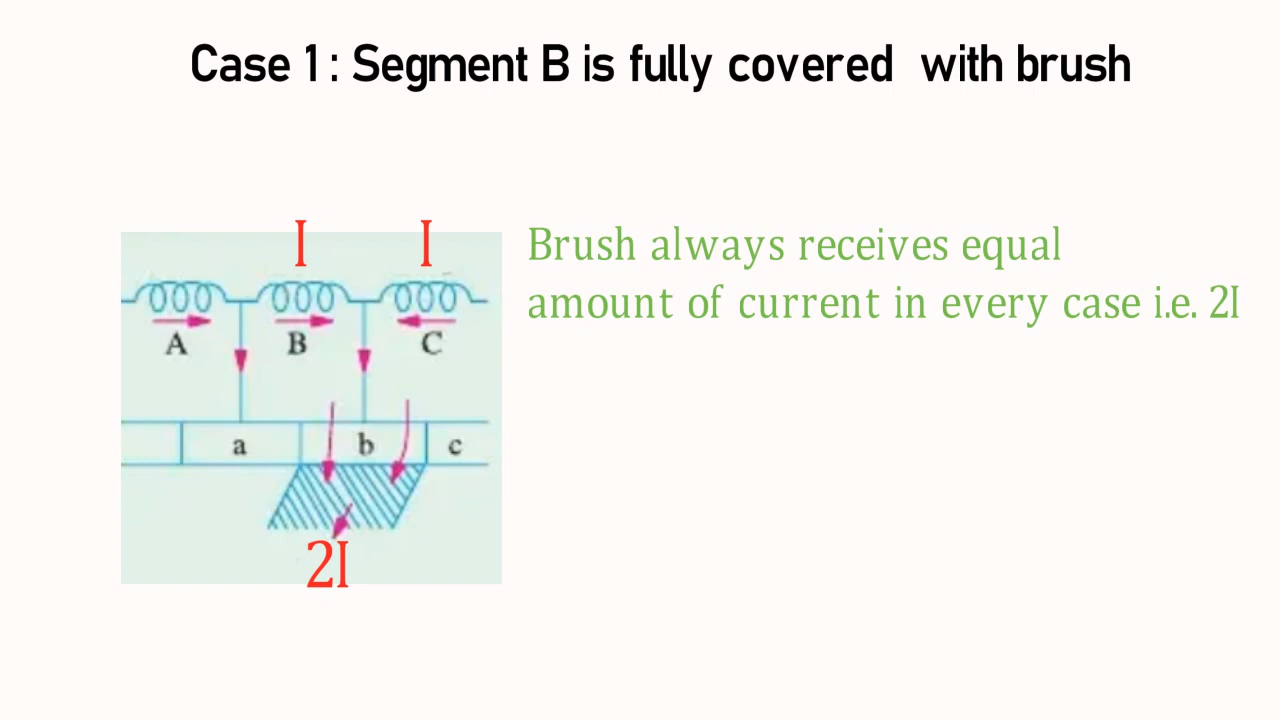 Case 1 : Segment B is fully covered with brush
I I
Brush always receives equal
amount of current in every case i.e. 2I
A B C
a b c
2I